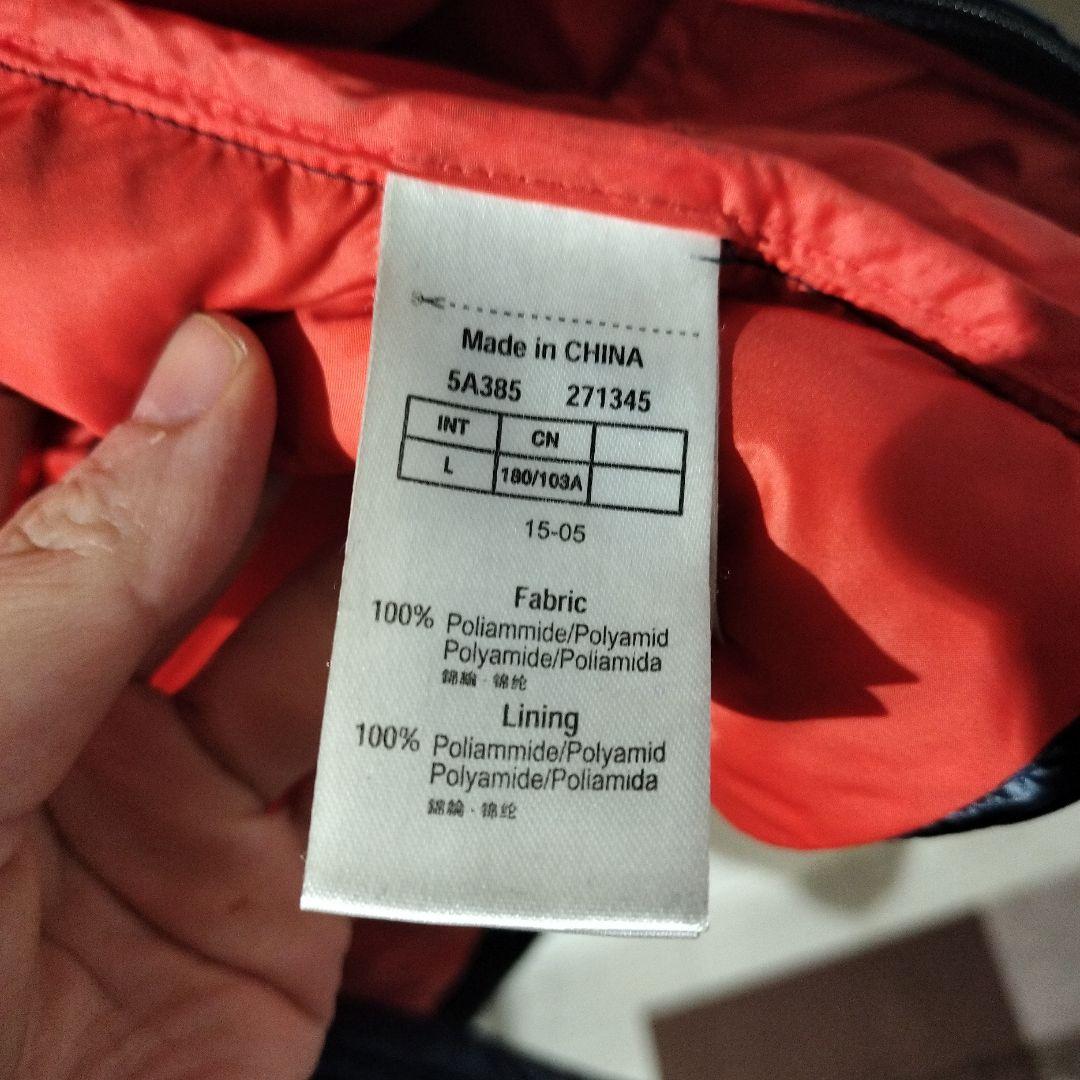 Made in CHINA
5A385 271345
INT CN
L 180/103A
15-05
Fabric
100% Poliammide/Polyamid
Polyamide/Poliamida
錦綸 · 锦纶
Lining
100% Poliammide/Polyamid
Polyamide/Poliamida
錦綸 · 锦纶